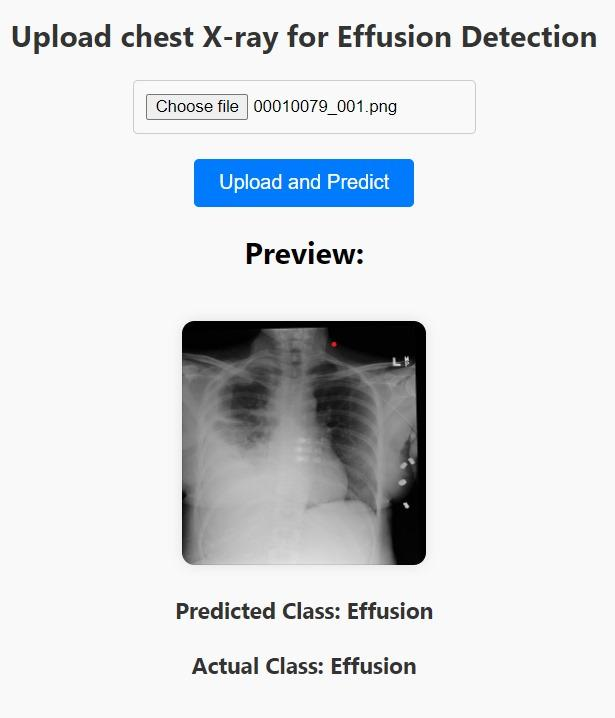 Upload chest X-ray for Effusion Detection
Choose file 00010079_001.png
Upload and Predict
Preview:
L
Predicted Class: Effusion
Actual Class: Effusion